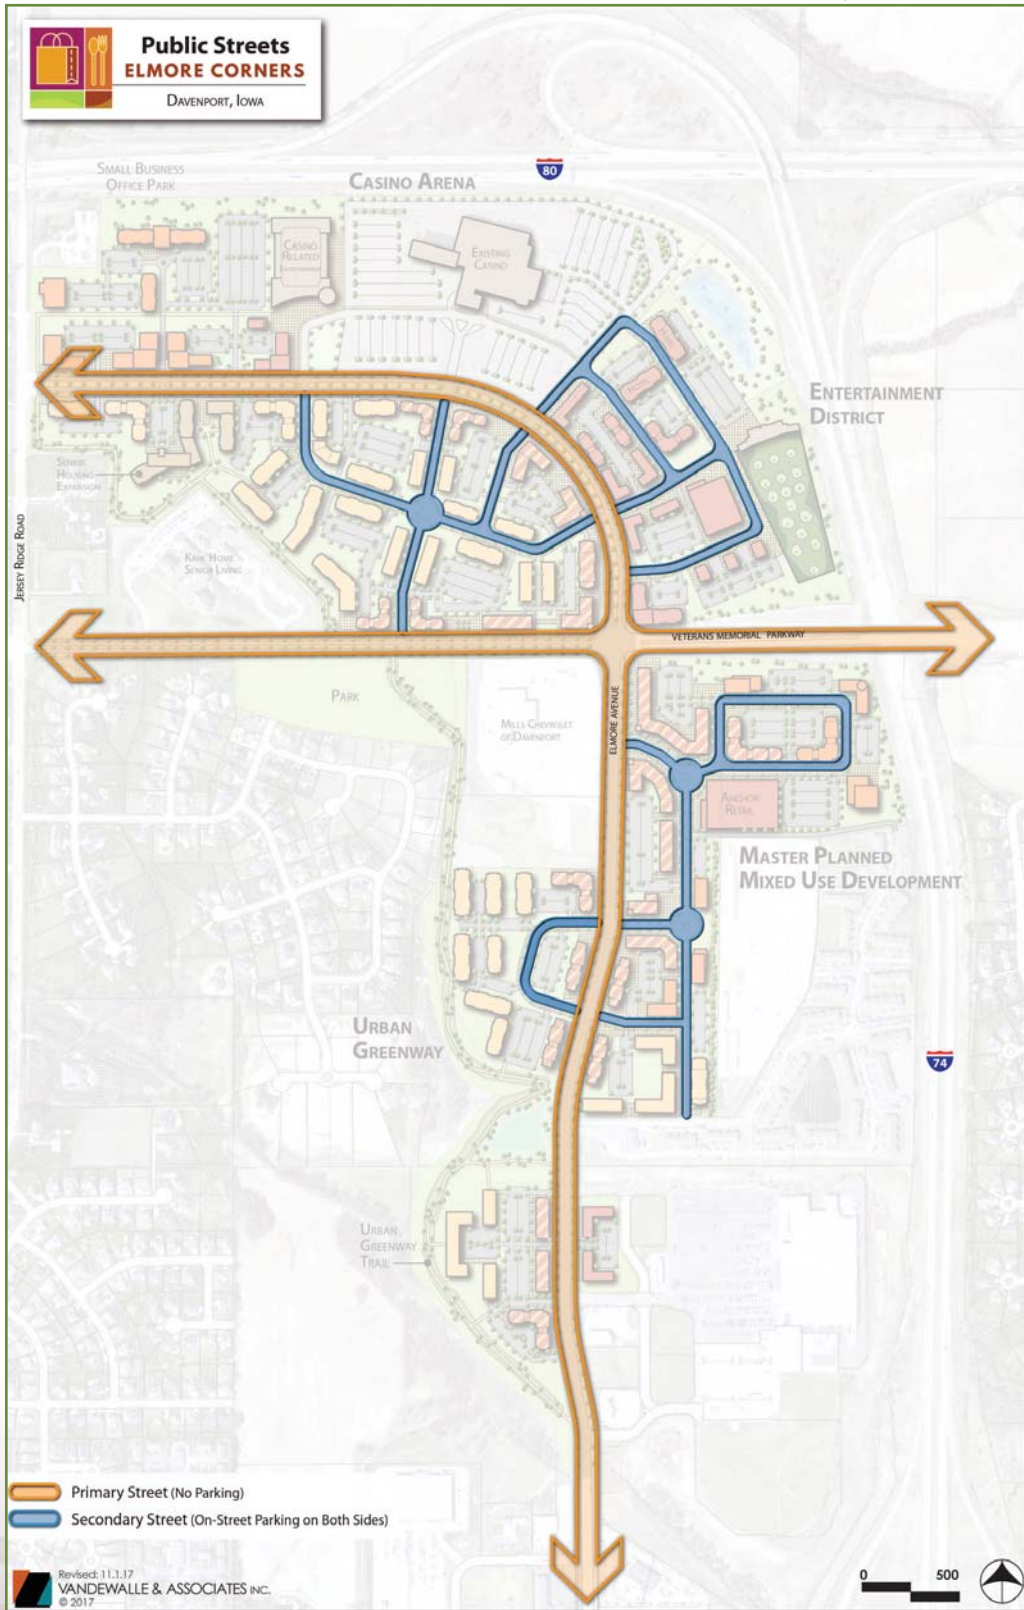 Public Streets
ELMORE CORNERS
DAVENPORT, IOWA
SMALL BUSINESS
OFFICE PARK
CASINO ARENA
80
CASINO
RELATED
EXISTING
CASINO
HOTEL
ENTERTAINMENT
DISTRICT
SENIOR
HOUSING
EXPANSION
KAHL HOME
SENIOR LIVING
JERSEY RIDGE ROAD
VETERANS MEMORIAL PARKWAY
PARK
MILLS CHEVROLET
OF DAVENPORT
ELMORE AVENUE
ANCHOR
RETAIL
MASTER PLANNED
MIXED USE DEVELOPMENT
URBAN
GREENWAY
74
URBAN
GREENWAY
TRAIL
Primary Street (No Parking)
Secondary Street (On-Street Parking on Both Sides)
Revised: 11.1.17
VANDEWALLE & ASSOCIATES INC.
© 2017
0 500